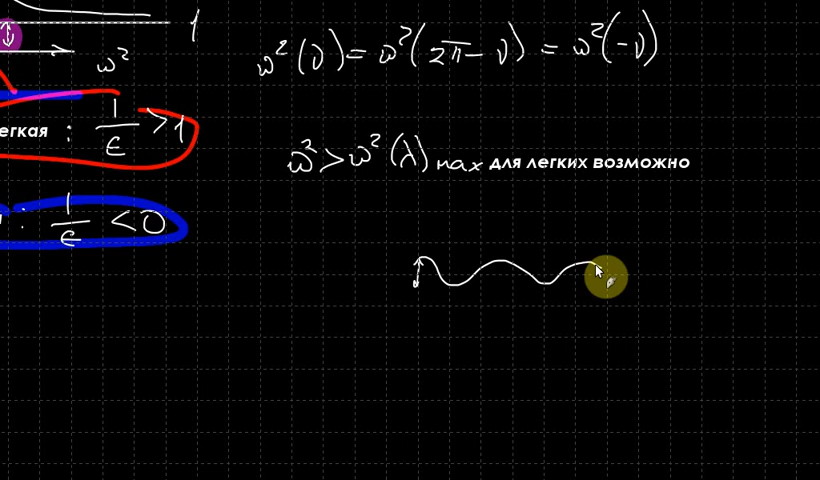 1
ω²(ν) = ω²(2π - ν) = ω²(-ν)
ω²
егкая : 1/ε > 1
ω² > ω²(λ) max для легких возможно
: 1/ε < 0